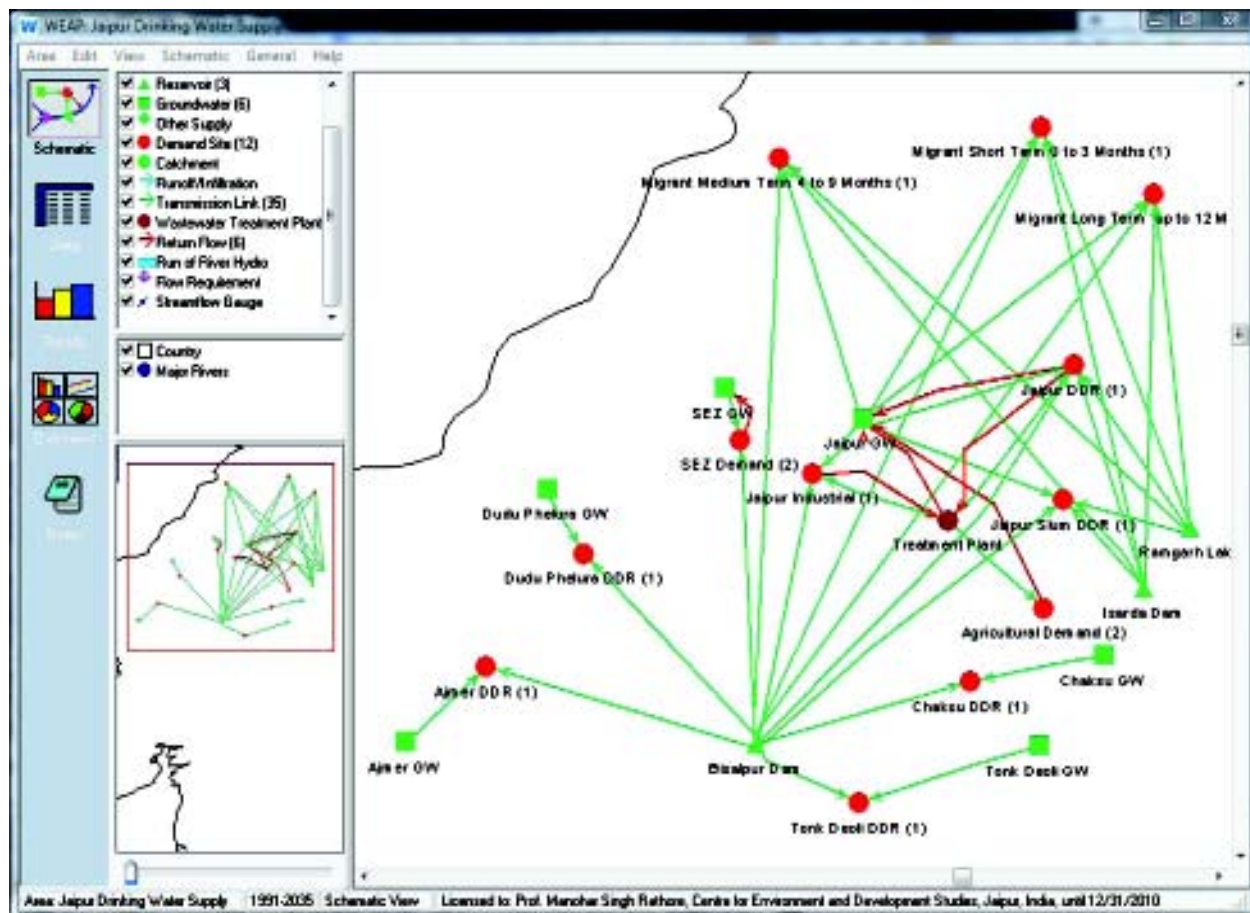 WEAP: Jaipur Drinking Water Supply
Area Edit View Schematic General Help
Schematic
Reservoir (3)
Groundwater (6)
Other Supply
Demand Site (12)
Catchment
Runoff/Infiltration
Transmission Link (35)
Wastewater Treatment Plant
Return Flow (6)
Run of River Hydro
Flow Requirement
Streamflow Gauge
Country
Major Rivers
Migrant Short Term 0 to 3 Months (1)
Migrant Medium Term 4 to 9 Months (1)
Migrant Long Term up to 12 M
Jaipur DDR (1)
SEZ GW
Jaipur GW
SEZ Demand (2)
Jaipur Industrial (1)
Dudu Phelura GW
Jaipur Slum DDR (1)
Treatment Plant
Ramgarh Lak
Dudu Phelura DDR (1)
Isarda Dam
Agricultural Demand (2)
Chaksu GW
Ajmer DDR (1)
Chaksu DDR (1)
Ajmer GW
Bisalpur Dam
Tonk Deoli GW
Tonk Deoli DDR (1)
Area: Jaipur Drinking Water Supply 1991-2035 Schematic View Licensed to: Prof. Manohar Singh Rathore, Centre for Environment and Development Studies, Jaipur, India, until 12/31/2010